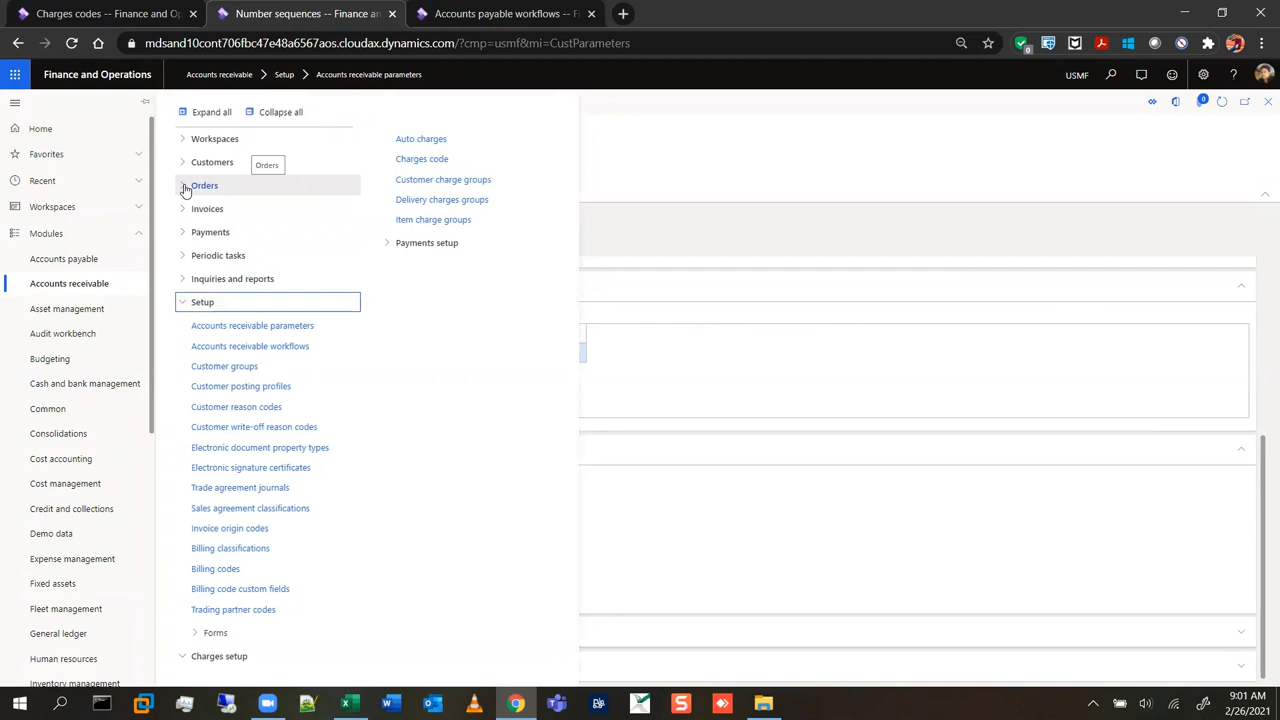 Charges codes -- Finance and O
Number sequences -- Finance an
Accounts payable workflows -- F
mdsand10cont706fbcb47e48a6567aos.cloudax.dynamics.com/?cmp=usmf&mi=CustParameters
0
Finance and Operations
Accounts receivable
Setup
Accounts receivable parameters
USMF
?
0
Home
Favorites
Recent
Workspaces
Modules
Accounts payable
Accounts receivable
Asset management
Audit workbench
Budgeting
Cash and bank management
Common
Consolidations
Cost accounting
Cost management
Credit and collections
Demo data
Expense management
Fixed assets
Fleet management
General ledger
Human resources
Inventory management
Expand all
Collapse all
Workspaces
Customers
Orders
Orders
Invoices
Payments
Periodic tasks
Inquiries and reports
Setup
Accounts receivable parameters
Accounts receivable workflows
Customer groups
Customer posting profiles
Customer reason codes
Customer write-off reason codes
Electronic document property types
Electronic signature certificates
Trade agreement journals
Sales agreement classifications
Invoice origin codes
Billing classifications
Billing codes
Billing code custom fields
Trading partner codes
Forms
Charges setup
Auto charges
Charges code
Customer charge groups
Delivery charges groups
Item charge groups
Payments setup
9:01 AM
2/26/2021